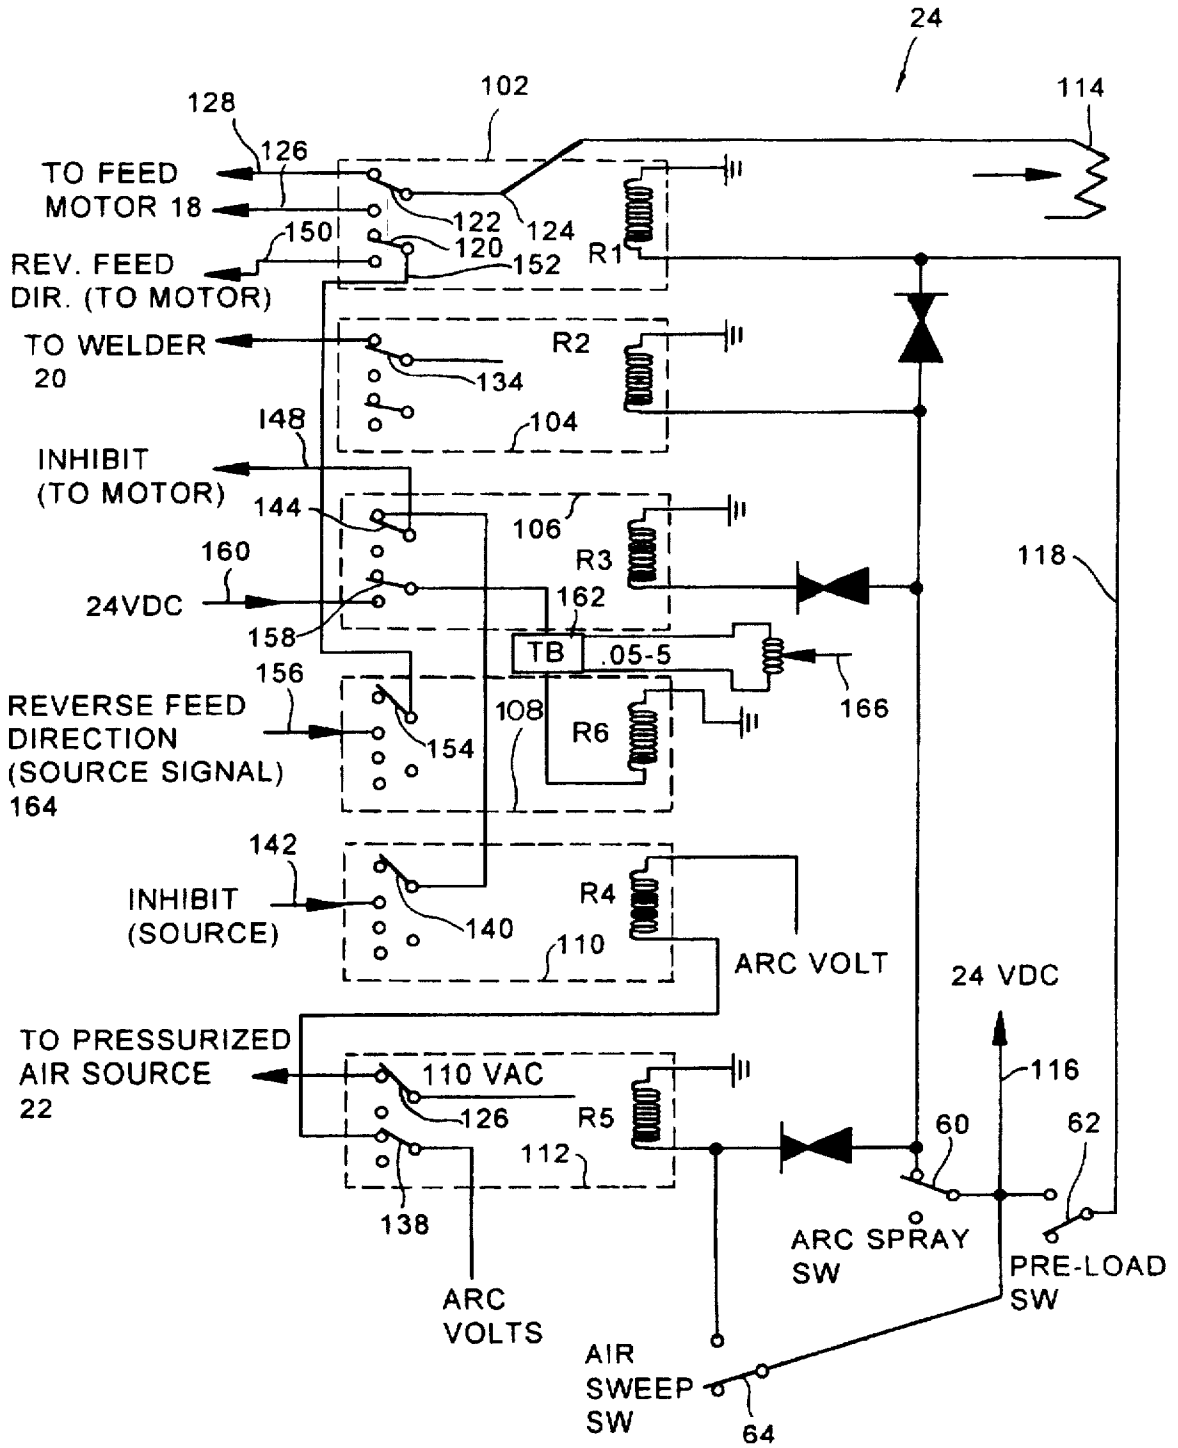 24
114
102
128
126
TO FEED
MOTOR 18
122
124
150
120
152
R1
REV. FEED
DIR. (TO MOTOR)
TO WELDER
20
R2
134
104
148
INHIBIT
(TO MOTOR)
144
106
160
R3
118
24VDC
158
162
TB
.05-5
166
156
REVERSE FEED
DIRECTION
(SOURCE SIGNAL)
164
108
R6
154
142
INHIBIT
(SOURCE)
R4
140
110
ARC VOLT
24 VDC
TO PRESSURIZED
AIR SOURCE
22
110 VAC
126
R5
116
112
138
60
62
ARC SPRAY
SW
PRE-LOAD
SW
ARC
VOLTS
AIR
SWEEP
SW
64